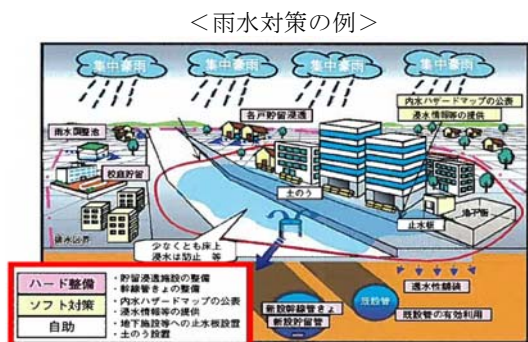 ＜雨水対策の例＞
集中豪雨
集中豪雨
集中豪雨
集中豪雨
各戸貯留浸透
内水ハザードマップの公表
浸水情報等の提供
雨水調整池
校庭貯留
土のう
止水板
地下街
排水区界
少なくとも床上
浸水は防止 等
透水性舗装
新設幹線管きょ
新設貯留管
既設管
既設管の有効利用
ハード整備
・貯留浸透施設の整備
・幹線管きょの整備
ソフト対策
・内水ハザードマップの公表
・浸水情報等の提供
自助
・地下施設等への止水板設置
・土のう設置